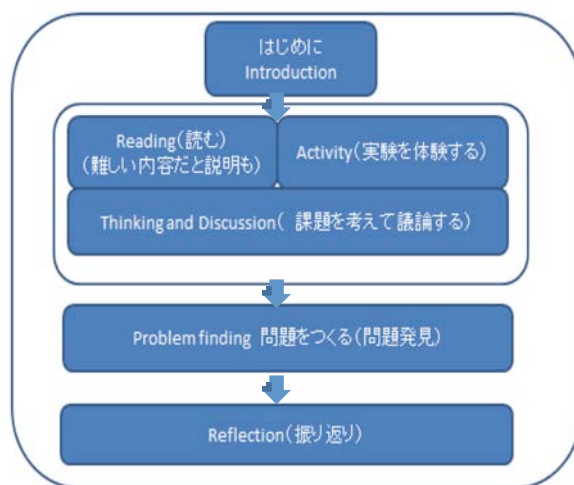 はじめに
Introduction
Reading(読む)
(難しい内容だと説明も)
Activity(実験を体験する)
Thinking and Discussion( 課題を考えて議論する)
Problem finding 問題をつくる(問題発見)
Reflection(振り返り)